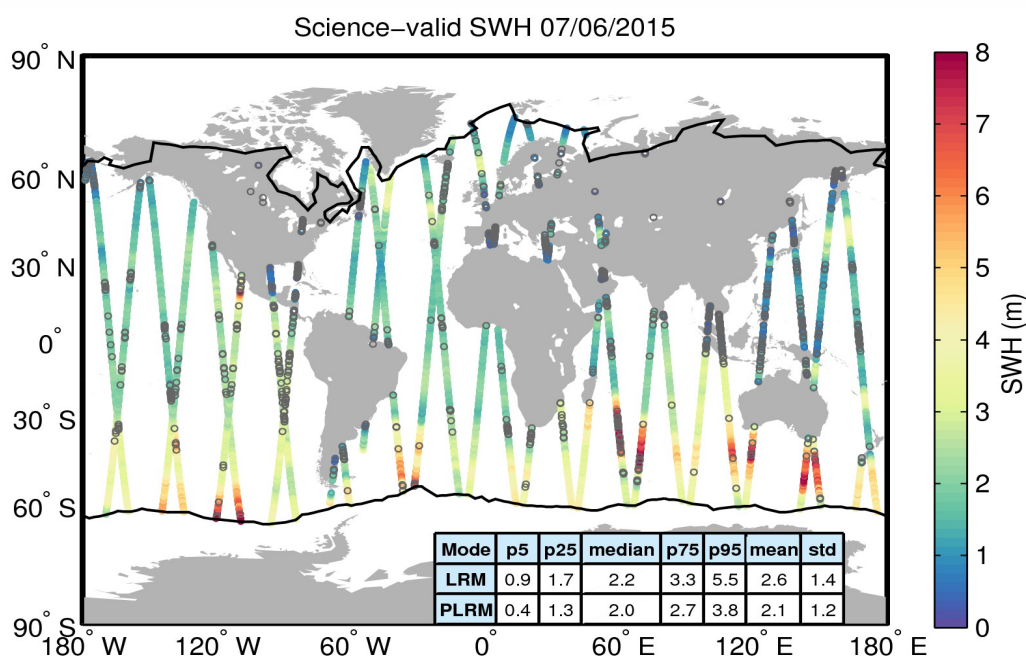 Science−valid SWH 07/06/2015
90° N
60° N
30° N
0°
30° S
60° S
90° S
180° W
120° W
60° W
0°
60° E
120° E
180° E
8
7
6
5
4
3
2
1
0
SWH (m)
Mode p5 p25 median p75 p95 mean std
LRM 0.9 1.7 2.2 3.3 5.5 2.6 1.4
PLRM 0.4 1.3 2.0 2.7 3.8 2.1 1.2